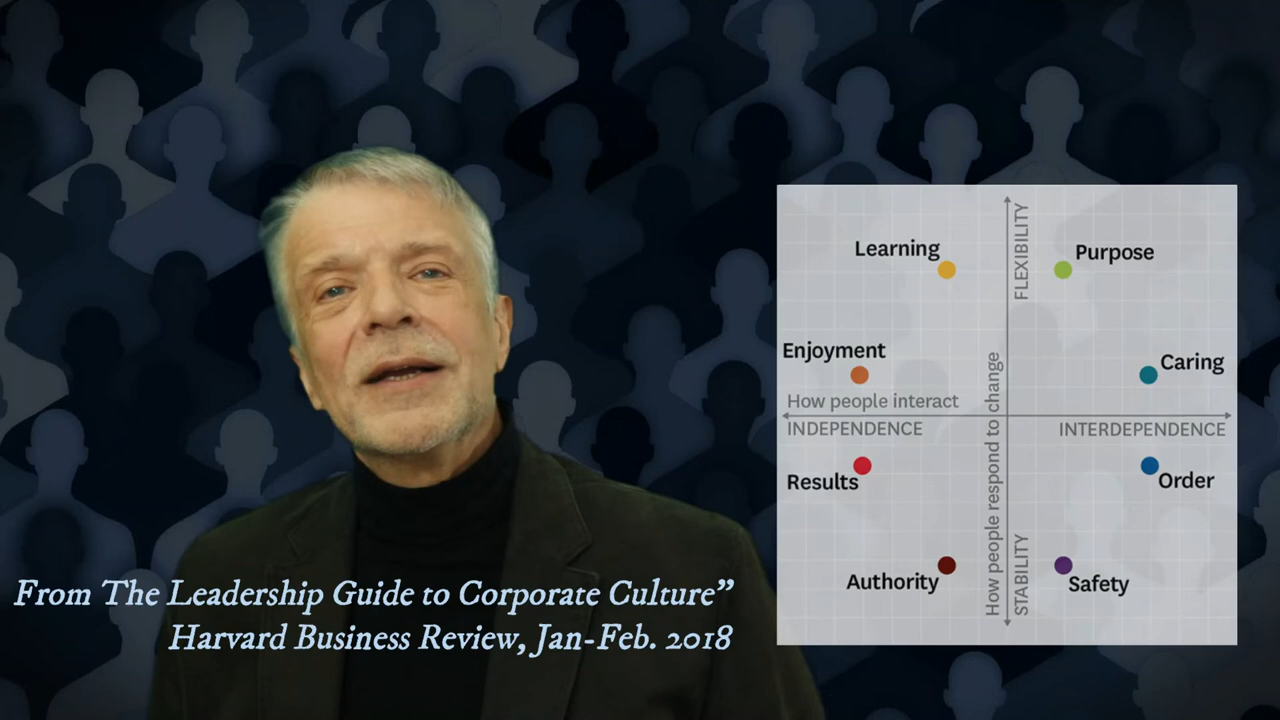 Learning
Purpose
FLEXIBILITY
Enjoyment
Caring
How people interact
How people respond to change
INDEPENDENCE
INTERDEPENDENCE
Results
Order
STABILITY
Authority
Safety
From The Leadership Guide to Corporate Culture”
Harvard Business Review, Jan-Feb. 2018